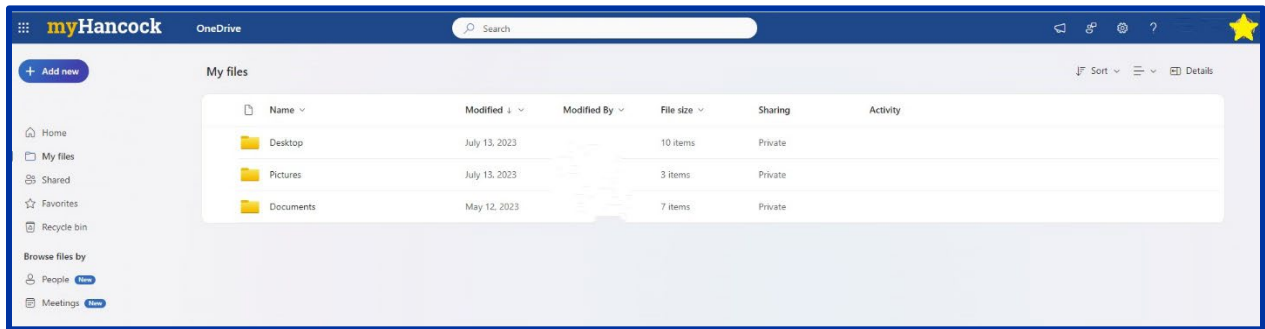 myHancock OneDrive Search ?
+ Add new
My files
Sort Details
Name Modified ↓ Modified By File size Sharing Activity
Home
Desktop July 13, 2023 10 items Private
My files
Pictures July 13, 2023 3 items Private
Shared
Favorites
Documents May 12, 2023 7 items Private
Recycle bin
Browse files by
People New
Meetings New